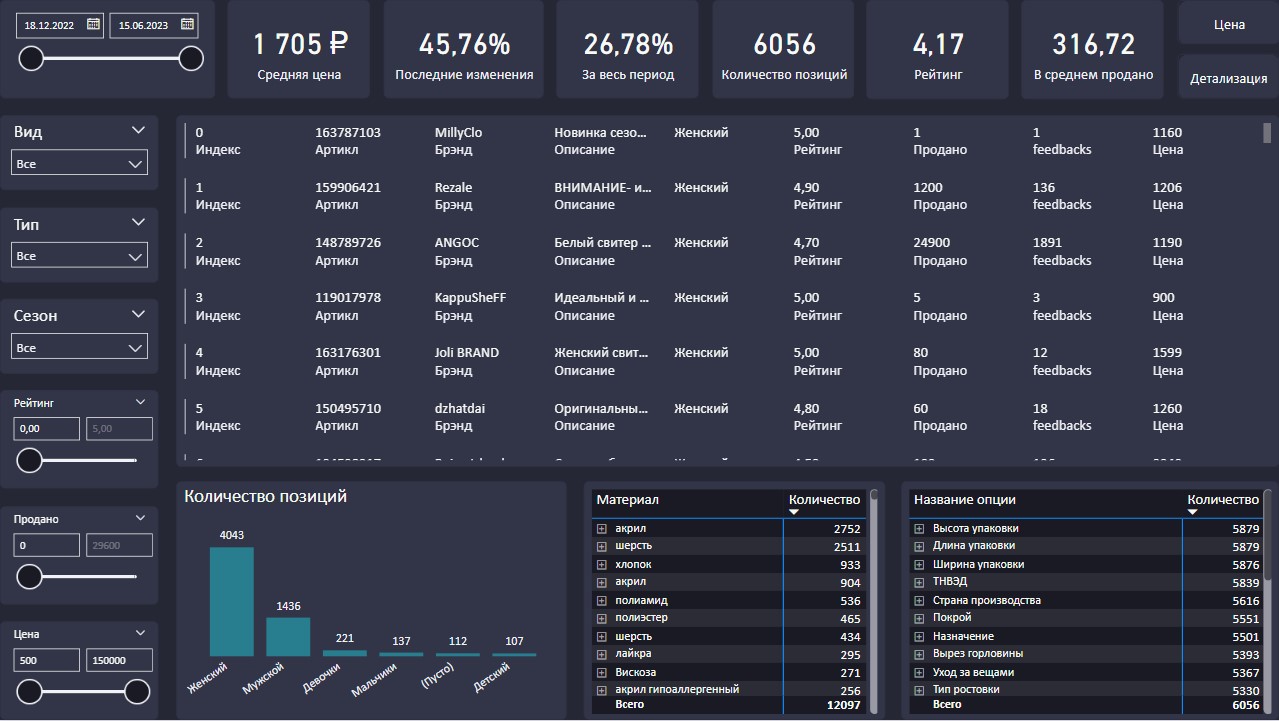 18.12.2022 15.06.2023
1 705 ₽
Средняя цена
45,76%
Последние изменения
26,78%
За весь период
6056
Количество позиций
4,17
Рейтинг
316,72
В среднем продано
Цена
Детализация
Вид
Все
Тип
Все
Сезон
Все
Рейтинг
0,00 5,00
Продано
0 29600
Цена
500 150000
0 163787103 MillyClo Новинка сезо... Женский 5,00 1 1 1160
Индекс Артикл Брэнд Описание Рейтинг Продано feedbacks Цена
1 159906421 Rezale ВНИМАНИЕ- и... Женский 4,90 1200 136 1206
Индекс Артикл Брэнд Описание Рейтинг Продано feedbacks Цена
2 148789726 ANGOC Белый свитер ... Женский 4,70 24900 1891 1190
Индекс Артикл Брэнд Описание Рейтинг Продано feedbacks Цена
3 119017978 KappuSheFF Идеальный и ... Женский 5,00 5 3 900
Индекс Артикл Брэнд Описание Рейтинг Продано feedbacks Цена
4 163176301 Joli BRAND Женский свит... Женский 5,00 80 12 1599
Индекс Артикл Брэнд Описание Рейтинг Продано feedbacks Цена
5 150495710 dzhatdai Оригинальны... Женский 4,80 60 18 1260
Индекс Артикл Брэнд Описание Рейтинг Продано feedbacks Цена
Количество позиций
4043
1436
221
137
112
107
Женский
Мужской
Девочки
Мальчики
(Пусто)
Детский
Материал Количество
акрил 2752
шерсть 2511
хлопок 933
акрил 904
полиамид 536
полиэстер 465
шерсть 434
лайкра 295
Вискоза 271
акрил гипоаллергенный 256
Всего 12097
Название опции Количество
Высота упаковки 5879
Длина упаковки 5879
Ширина упаковки 5876
ТНВЭД 5839
Страна производства 5616
Покрой 5551
Назначение 5501
Вырез горловины 5393
Уход за вещами 5367
Тип ростовки 5330
Всего 6056